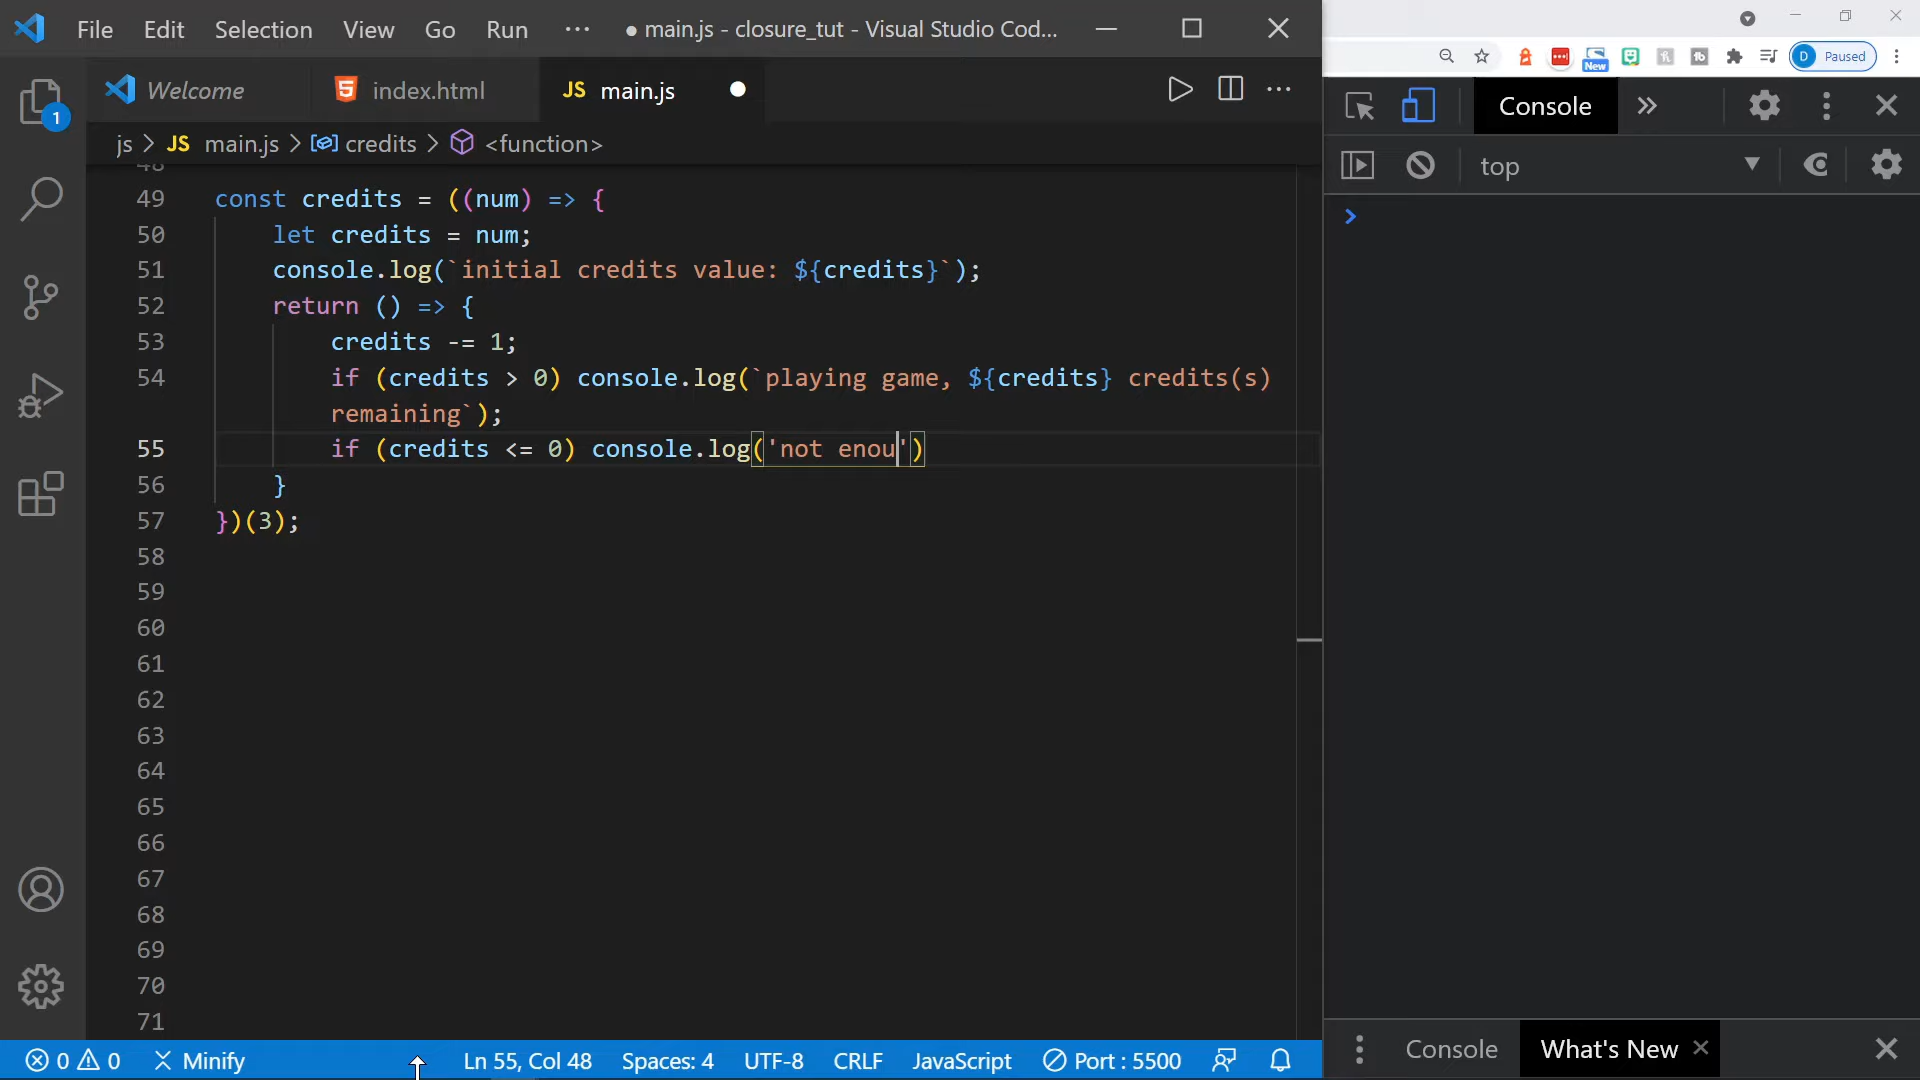 File Edit Selection View Go Run ··· ● main.js - closure_tut - Visual Studio Cod...
Welcome index.html JS main.js
js > JS main.js > credits > <function>
48
49 const credits = ((num) => {
50 let credits = num;
51 console.log(`initial credits value: ${credits}`);
52 return () => {
53 credits -= 1;
54 if (credits > 0) console.log(`playing game, ${credits} credits(s)
remaining`);
55 if (credits <= 0) console.log('not enou')
56 }
57 })(3);
58
59
60
61
62
63
64
65
66
67
68
69
70
71
1
0 0 Minify Ln 55, Col 48 Spaces: 4 UTF-8 CRLF JavaScript Port : 5500
New D Paused
Console
top
>
Console What's New